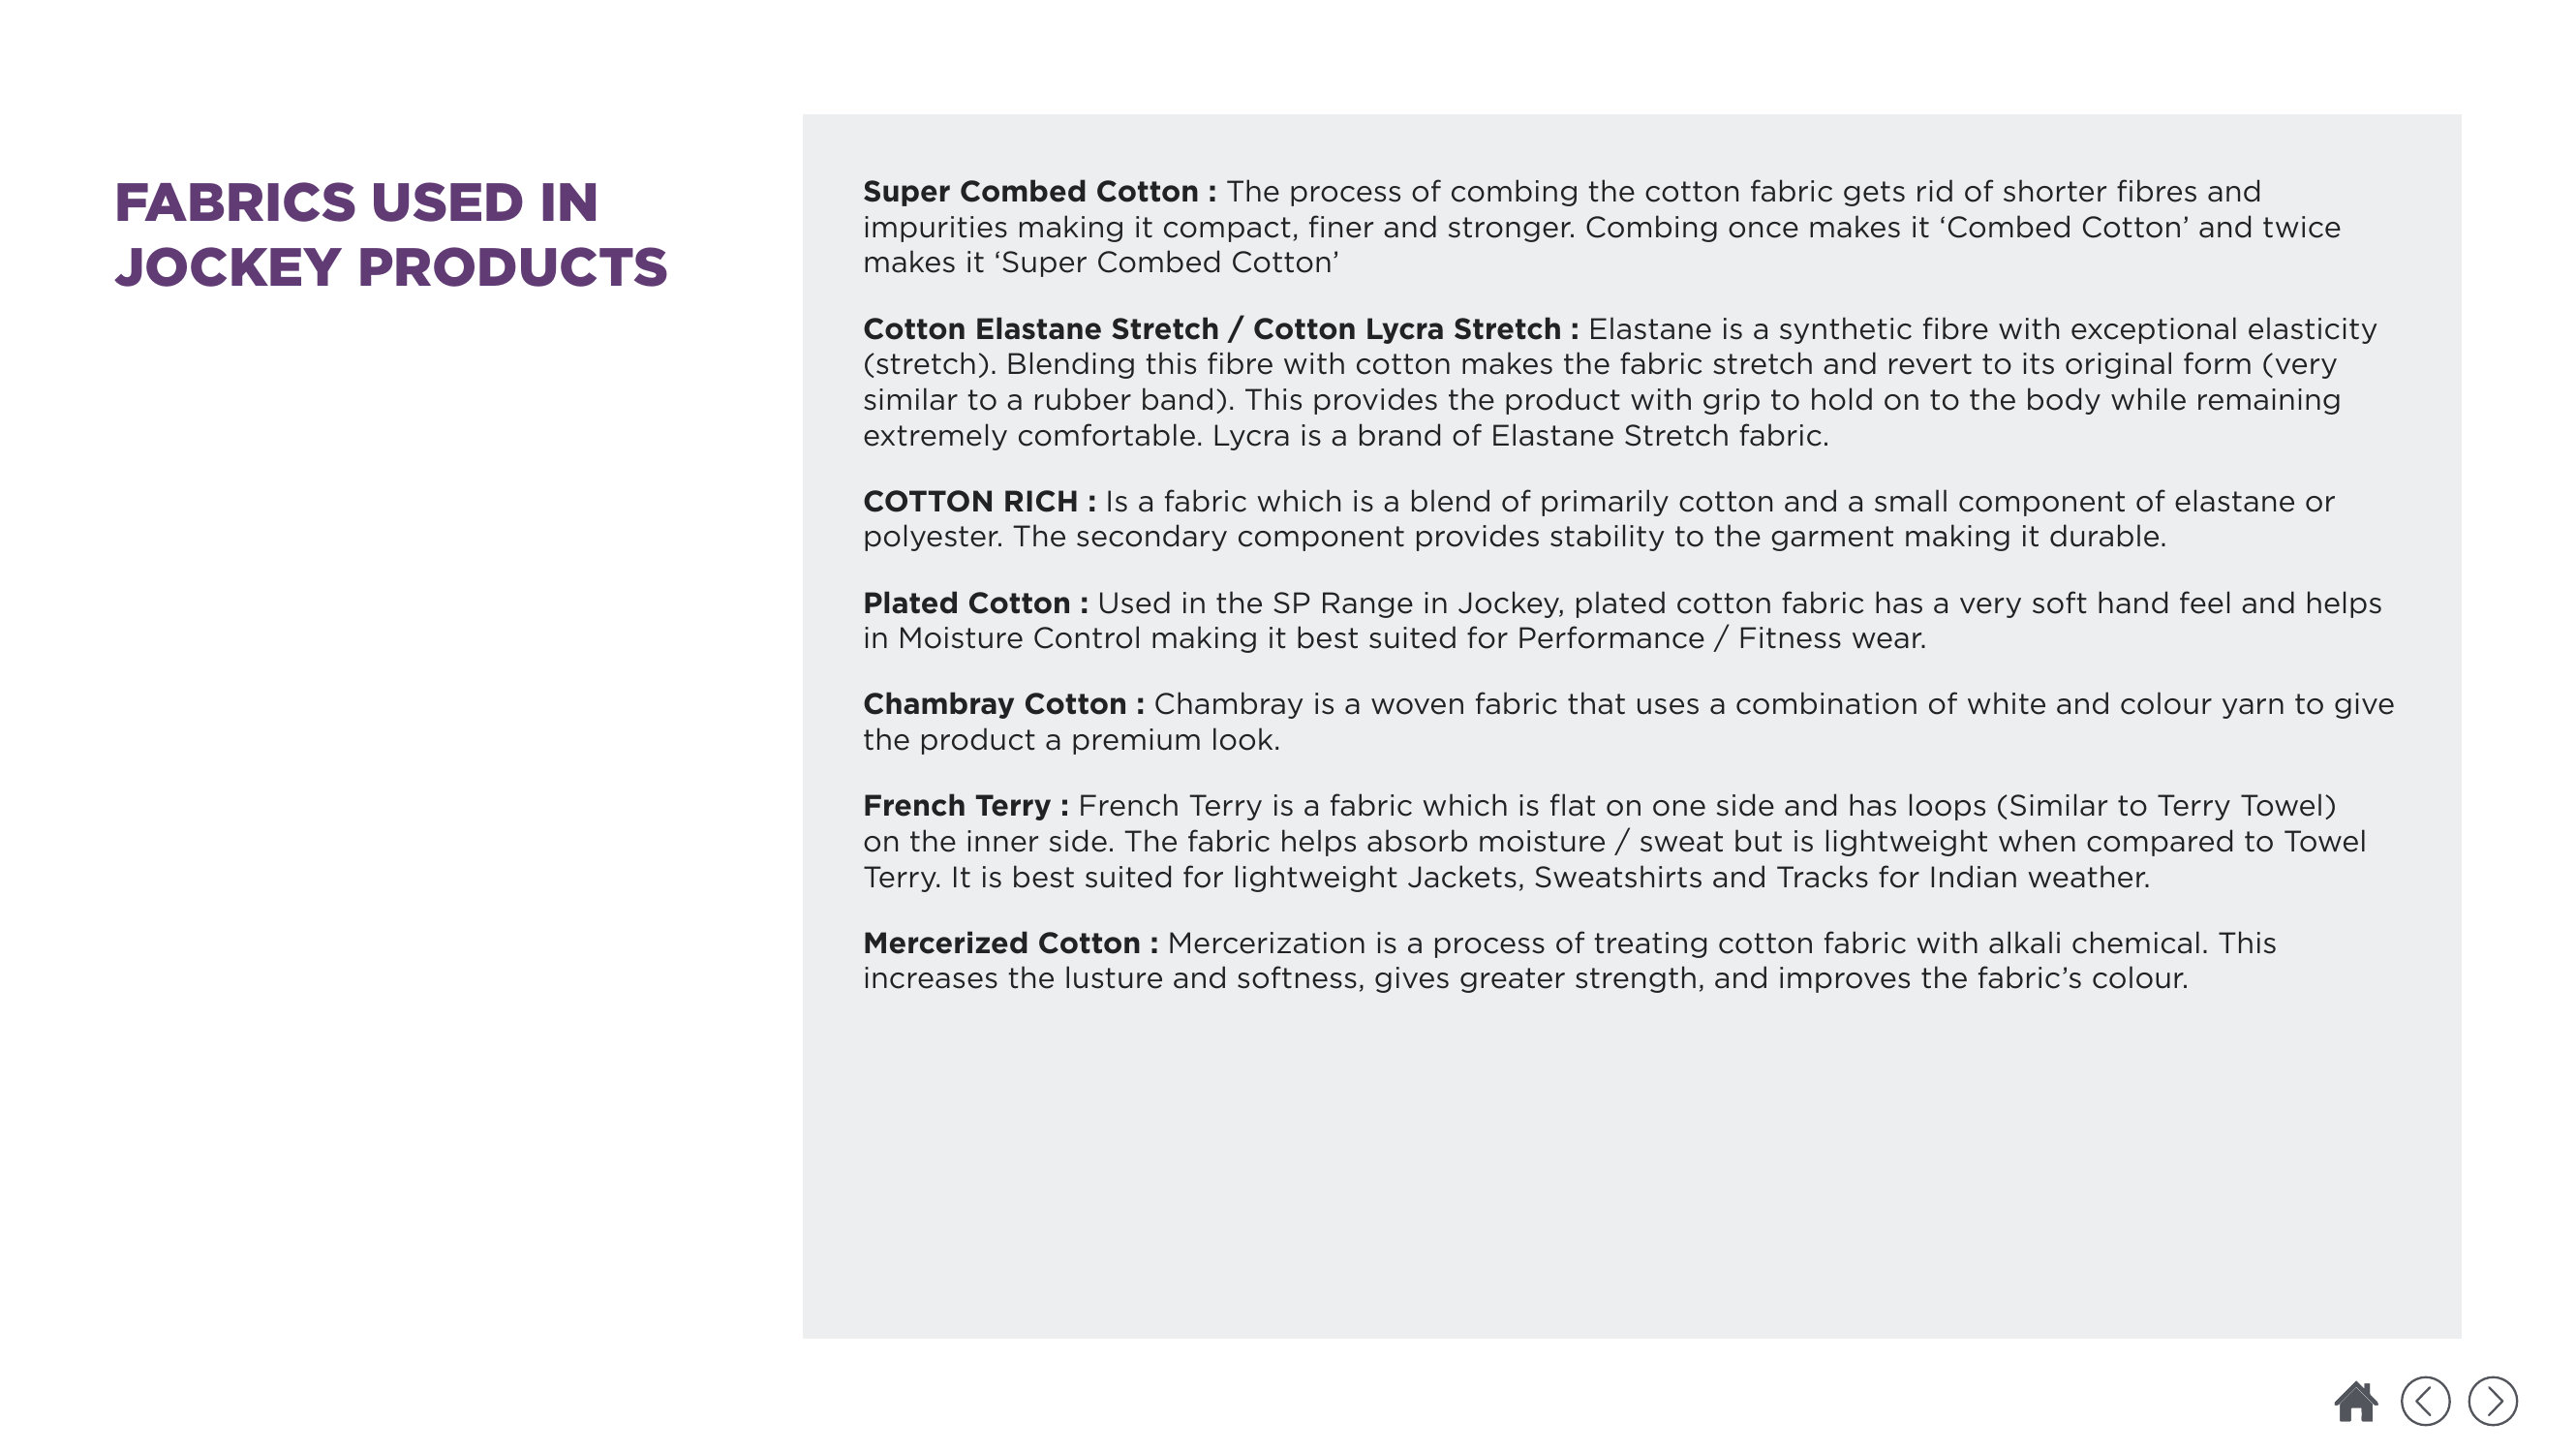 FABRICS USED IN
JOCKEY PRODUCTS
Super Combed Cotton : The process of combing the cotton fabric gets rid of shorter fibres and
impurities making it compact, finer and stronger. Combing once makes it ‘Combed Cotton’ and twice
makes it ‘Super Combed Cotton’
Cotton Elastane Stretch / Cotton Lycra Stretch : Elastane is a synthetic fibre with exceptional elasticity
(stretch). Blending this fibre with cotton makes the fabric stretch and revert to its original form (very
similar to a rubber band). This provides the product with grip to hold on to the body while remaining
extremely comfortable. Lycra is a brand of Elastane Stretch fabric.
COTTON RICH : Is a fabric which is a blend of primarily cotton and a small component of elastane or
polyester. The secondary component provides stability to the garment making it durable.
Plated Cotton : Used in the SP Range in Jockey, plated cotton fabric has a very soft hand feel and helps
in Moisture Control making it best suited for Performance / Fitness wear.
Chambray Cotton : Chambray is a woven fabric that uses a combination of white and colour yarn to give
the product a premium look.
French Terry : French Terry is a fabric which is flat on one side and has loops (Similar to Terry Towel)
on the inner side. The fabric helps absorb moisture / sweat but is lightweight when compared to Towel
Terry. It is best suited for lightweight Jackets, Sweatshirts and Tracks for Indian weather.
Mercerized Cotton : Mercerization is a process of treating cotton fabric with alkali chemical. This
increases the lusture and softness, gives greater strength, and improves the fabric’s colour.